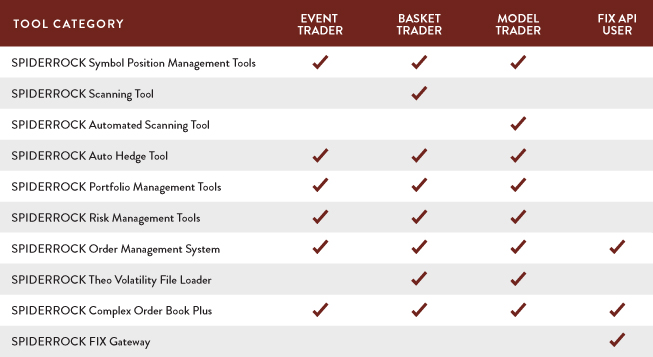 TOOL CATEGORY
EVENT TRADER
BASKET TRADER
MODEL TRADER
FIX API USER
SPIDERROCK Symbol Position Management Tools ✓ ✓ ✓
SPIDERROCK Scanning Tool ✓
SPIDERROCK Automated Scanning Tool ✓
SPIDERROCK Auto Hedge Tool ✓ ✓ ✓
SPIDERROCK Portfolio Management Tools ✓ ✓ ✓
SPIDERROCK Risk Management Tools ✓ ✓ ✓
SPIDERROCK Order Management System ✓ ✓ ✓ ✓
SPIDERROCK Theo Volatility File Loader ✓ ✓
SPIDERROCK Complex Order Book Plus ✓ ✓ ✓ ✓
SPIDERROCK FIX Gateway ✓